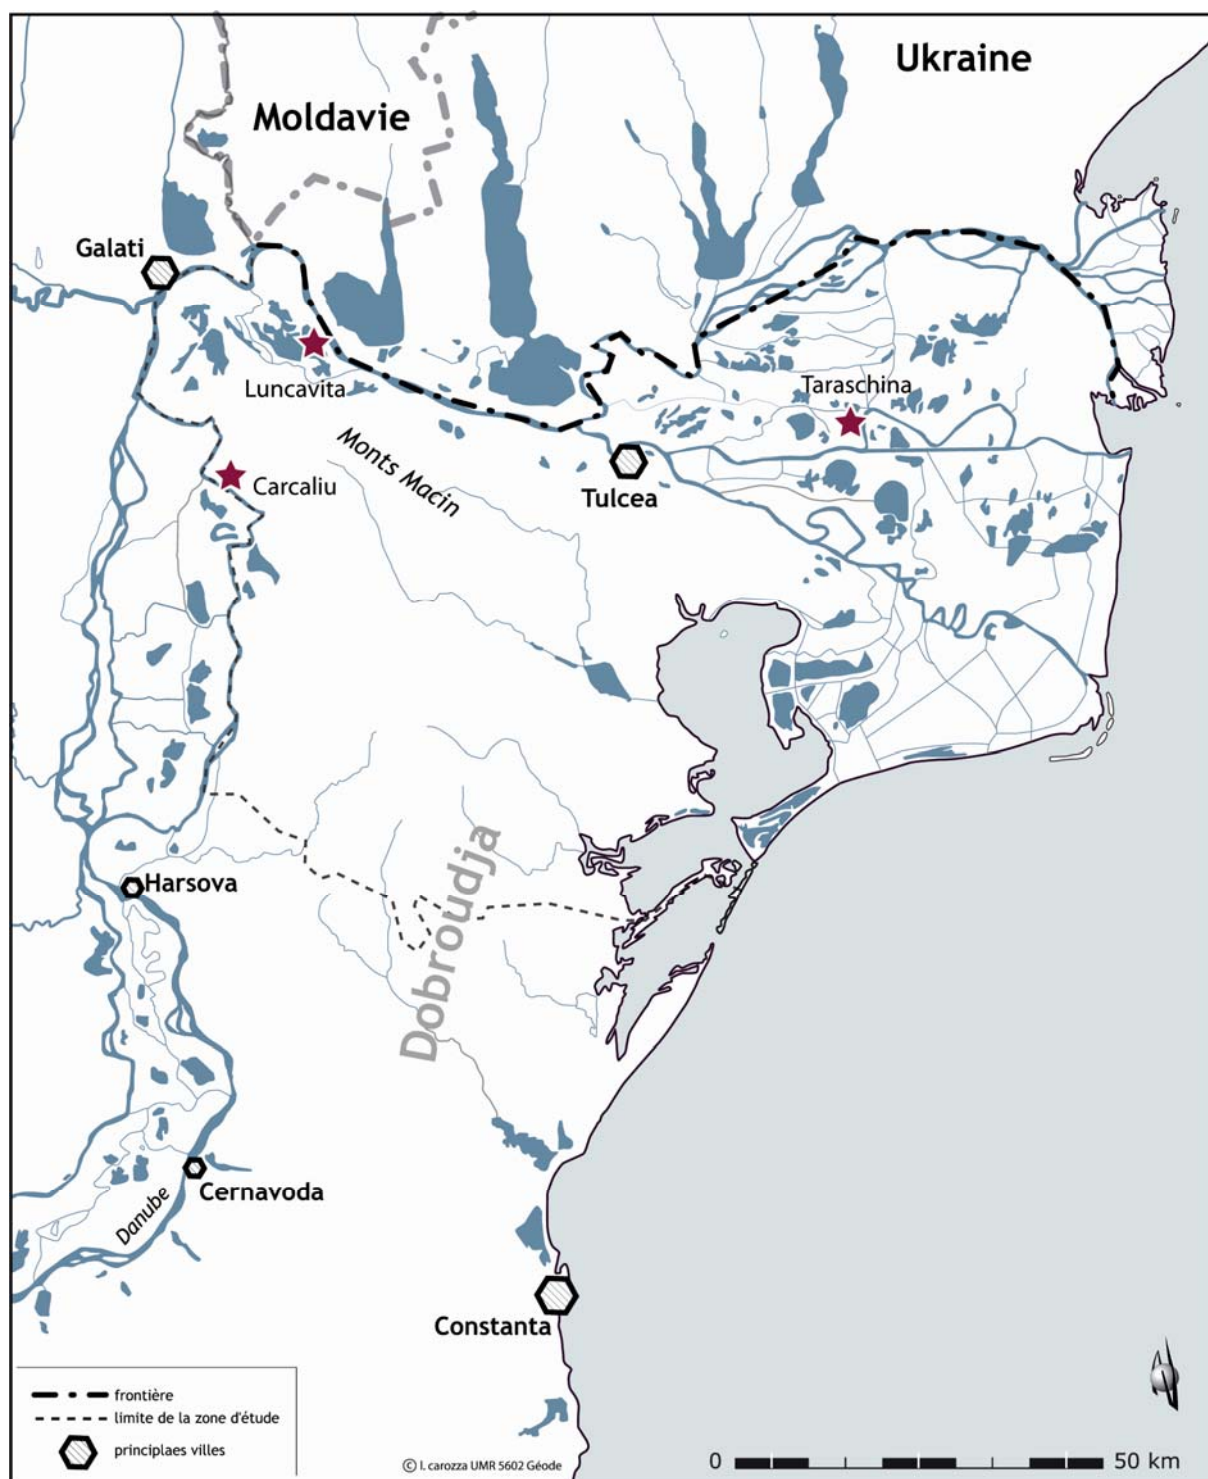 Ukraine
Moldavie
Galati
Luncavita
Taraschina
Monts Macin
Carcaliu
Tulcea
Dobroudja
Harsova
Cernavoda
Danube
Constanta
frontière
limite de la zone d'étude
principlaes villes
© l. carozza UMR 5602 Géode
0 50 km